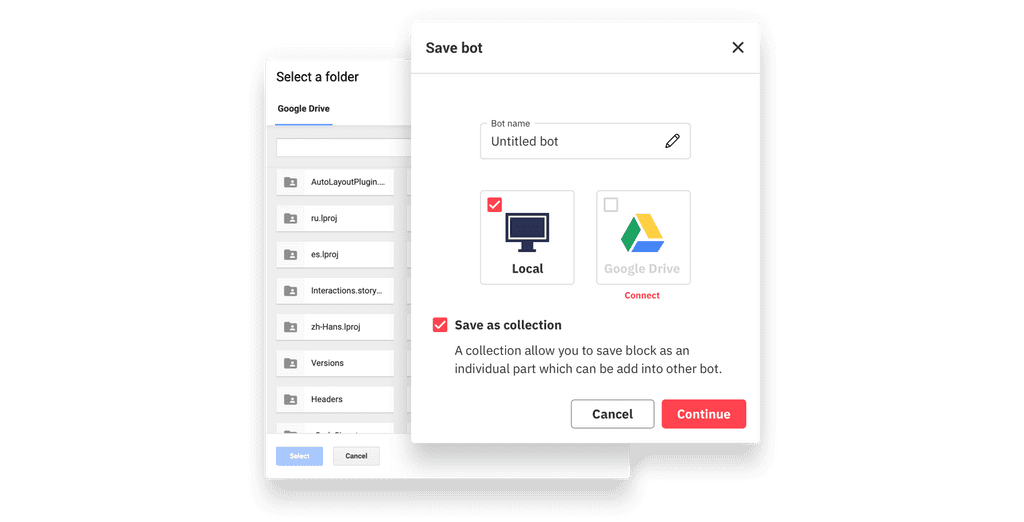 Select a folder
Google Drive
AutoLayoutPlugin....
ru.lproj
es.lproj
Interactions.story...
zh-Hans.lproj
Versions
Headers
Select
Cancel
Save bot
Bot name
Untitled bot
Local
Google Drive
Connect
Save as collection
A collection allow you to save block as an
individual part which can be add into other bot.
Cancel
Continue